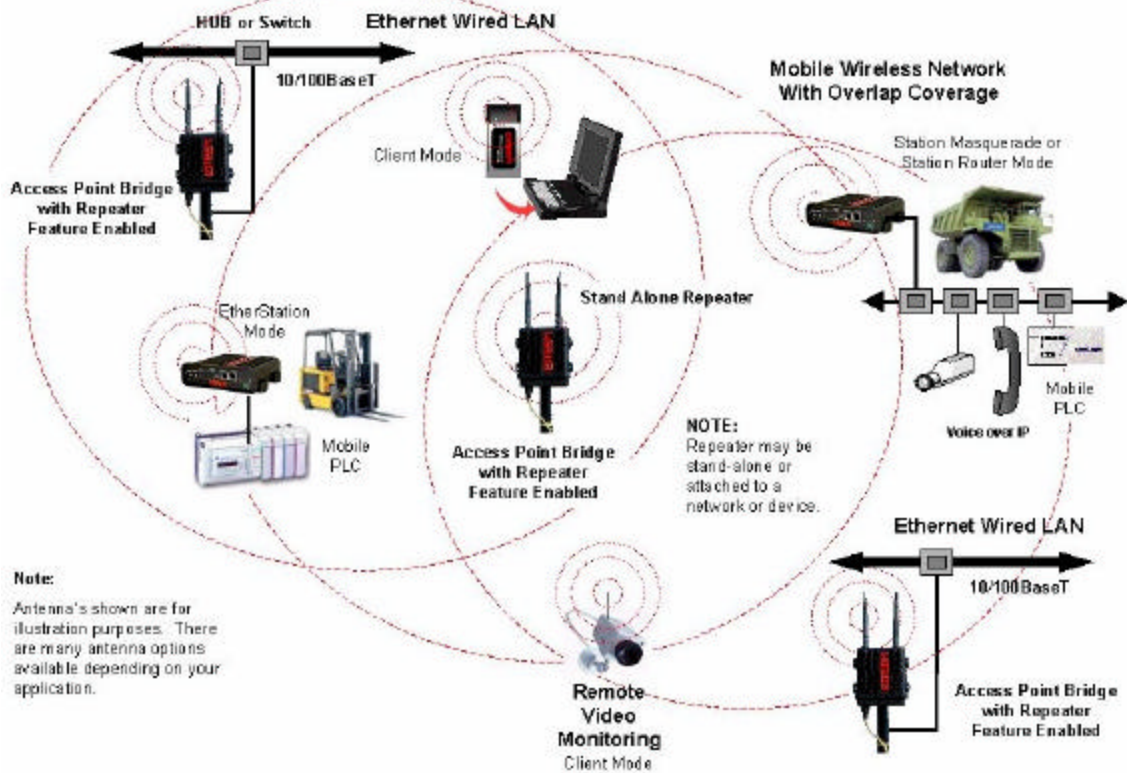 HUB or Switch
Ethernet Wired LAN
10/100BaseT
Mobile Wireless Network
With Overlap Coverage
Client Mode
Station Masquerade or
Station Router Mode
Access Point Bridge
with Repeater
Feature Enabled
Stand Alone Repeater
EtherStation
Mode
Mobile
PLC
Access Point Bridge
with Repeater
Feature Enabled
NOTE:
Repeater may be
stand-alone or
attached to a
network or device.
Voice over IP
Mobile
PLC
Ethernet Wired LAN
10/100BaseT
Note:
Antenna's shown are for
illustration purposes. There
are many antenna options
available depending on your
application.
Remote
Video
Monitoring
Client Mode
Access Point Bridge
with Repeater
Feature Enabled